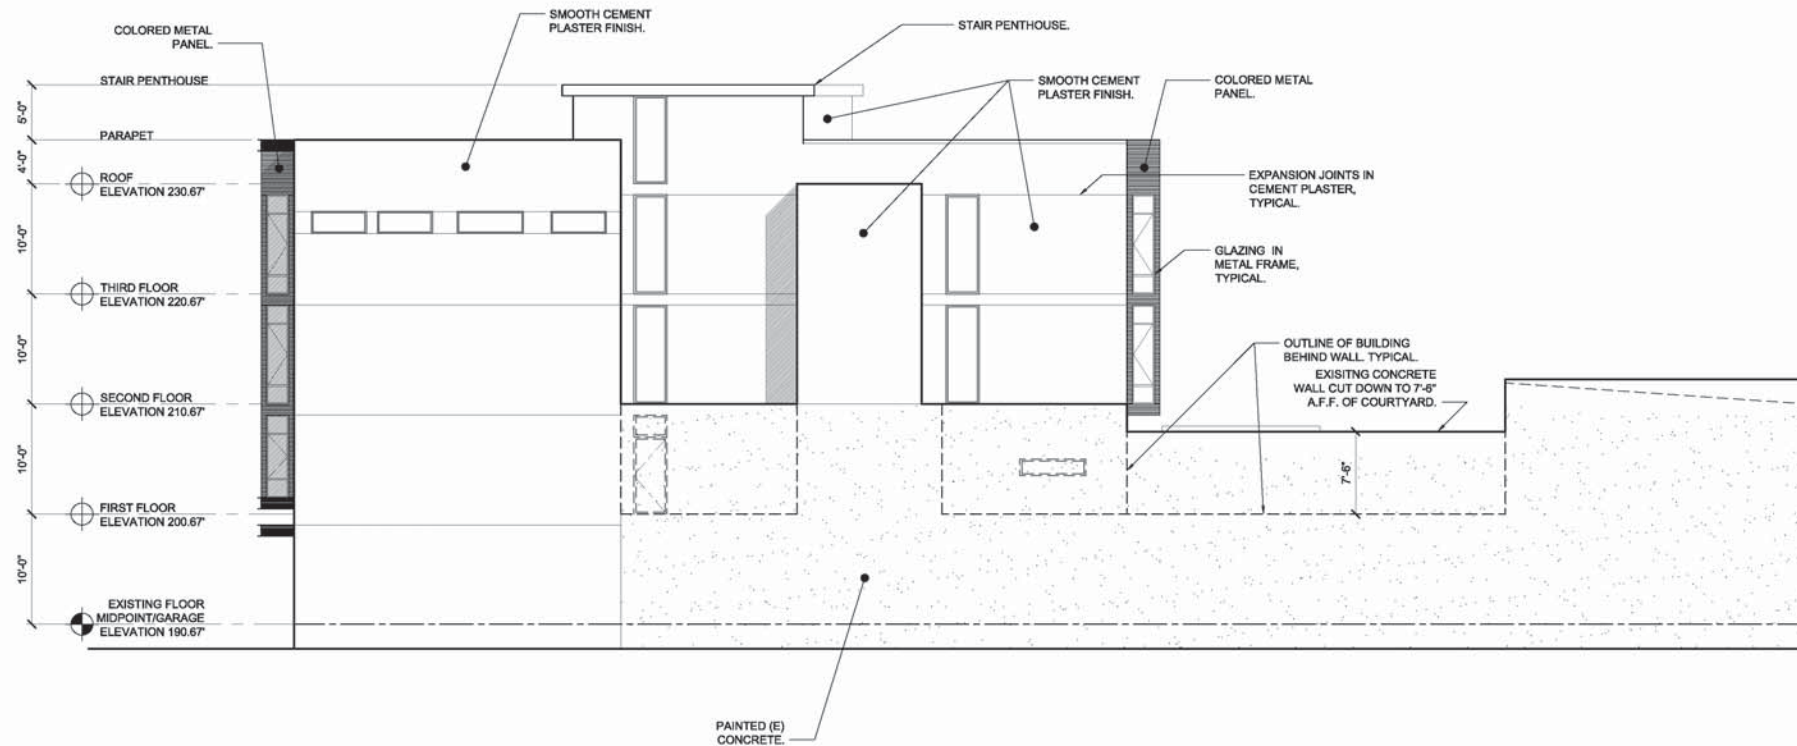 SMOOTH CEMENT
PLASTER FINISH.
COLORED METAL
PANEL.
STAIR PENTHOUSE.
STAIR PENTHOUSE
SMOOTH CEMENT
PLASTER FINISH.
COLORED METAL
PANEL.
5'-0"
PARAPET
4'-0"
ROOF
ELEVATION 230.67'
EXPANSION JOINTS IN
CEMENT PLASTER,
TYPICAL.
10'-0"
GLAZING IN
METAL FRAME,
TYPICAL.
THIRD FLOOR
ELEVATION 220.67'
10'-0"
OUTLINE OF BUILDING
BEHIND WALL. TYPICAL.
EXISITNG CONCRETE
WALL CUT DOWN TO 7'-6"
A.F.F. OF COURTYARD.
SECOND FLOOR
ELEVATION 210.67'
10'-0"
7'-6"
FIRST FLOOR
ELEVATION 200.67'
10'-0"
EXISTING FLOOR
MIDPOINT/GARAGE
ELEVATION 190.67'
PAINTED (E)
CONCRETE.